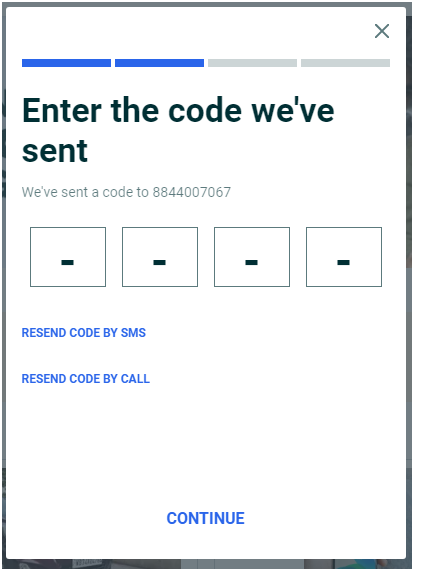 Enter the code we've
sent
We've sent a code to 8844007067
- - - -
RESEND CODE BY SMS
RESEND CODE BY CALL
CONTINUE